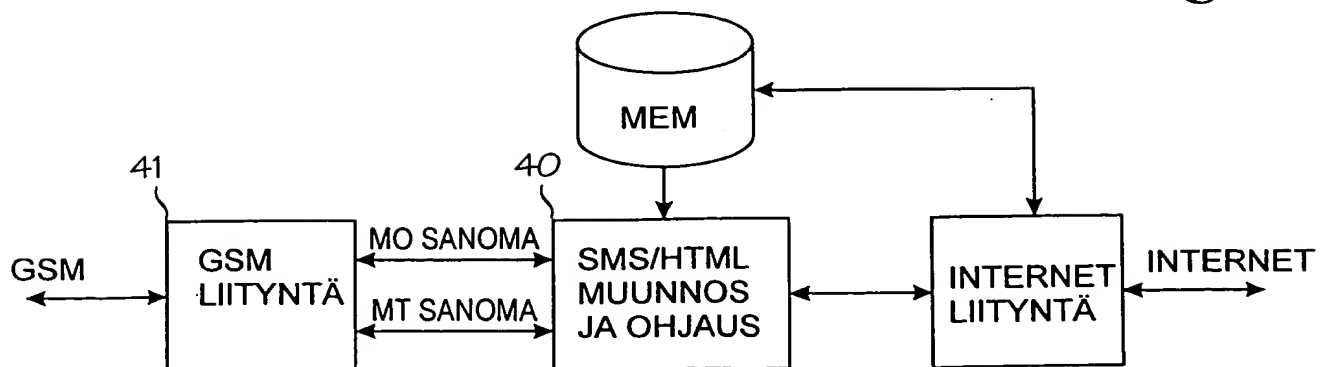 MEM
41
40
GSM
GSM
LIITYNTÄ
MO SANOMA
MT SANOMA
SMS/HTML
MUUNNOS
JA OHJAUS
INTERNET
LIITYNTÄ
INTERNET